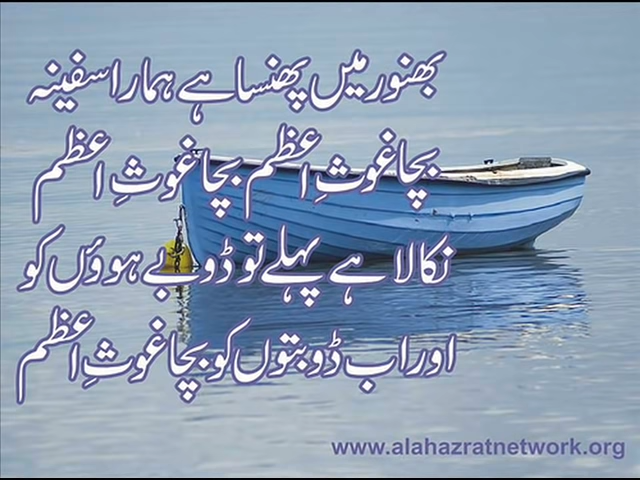 بھنور میں پھنسا ہے ہمارا سفینہ
بچا غوثِ اعظم بچا غوثِ اعظم
نکالا ہے پہلے تو ڈوبے ہوؤں کو
اور اب ڈوبتوں کو بچا غوثِ اعظم
www.alahazratnetwork.org